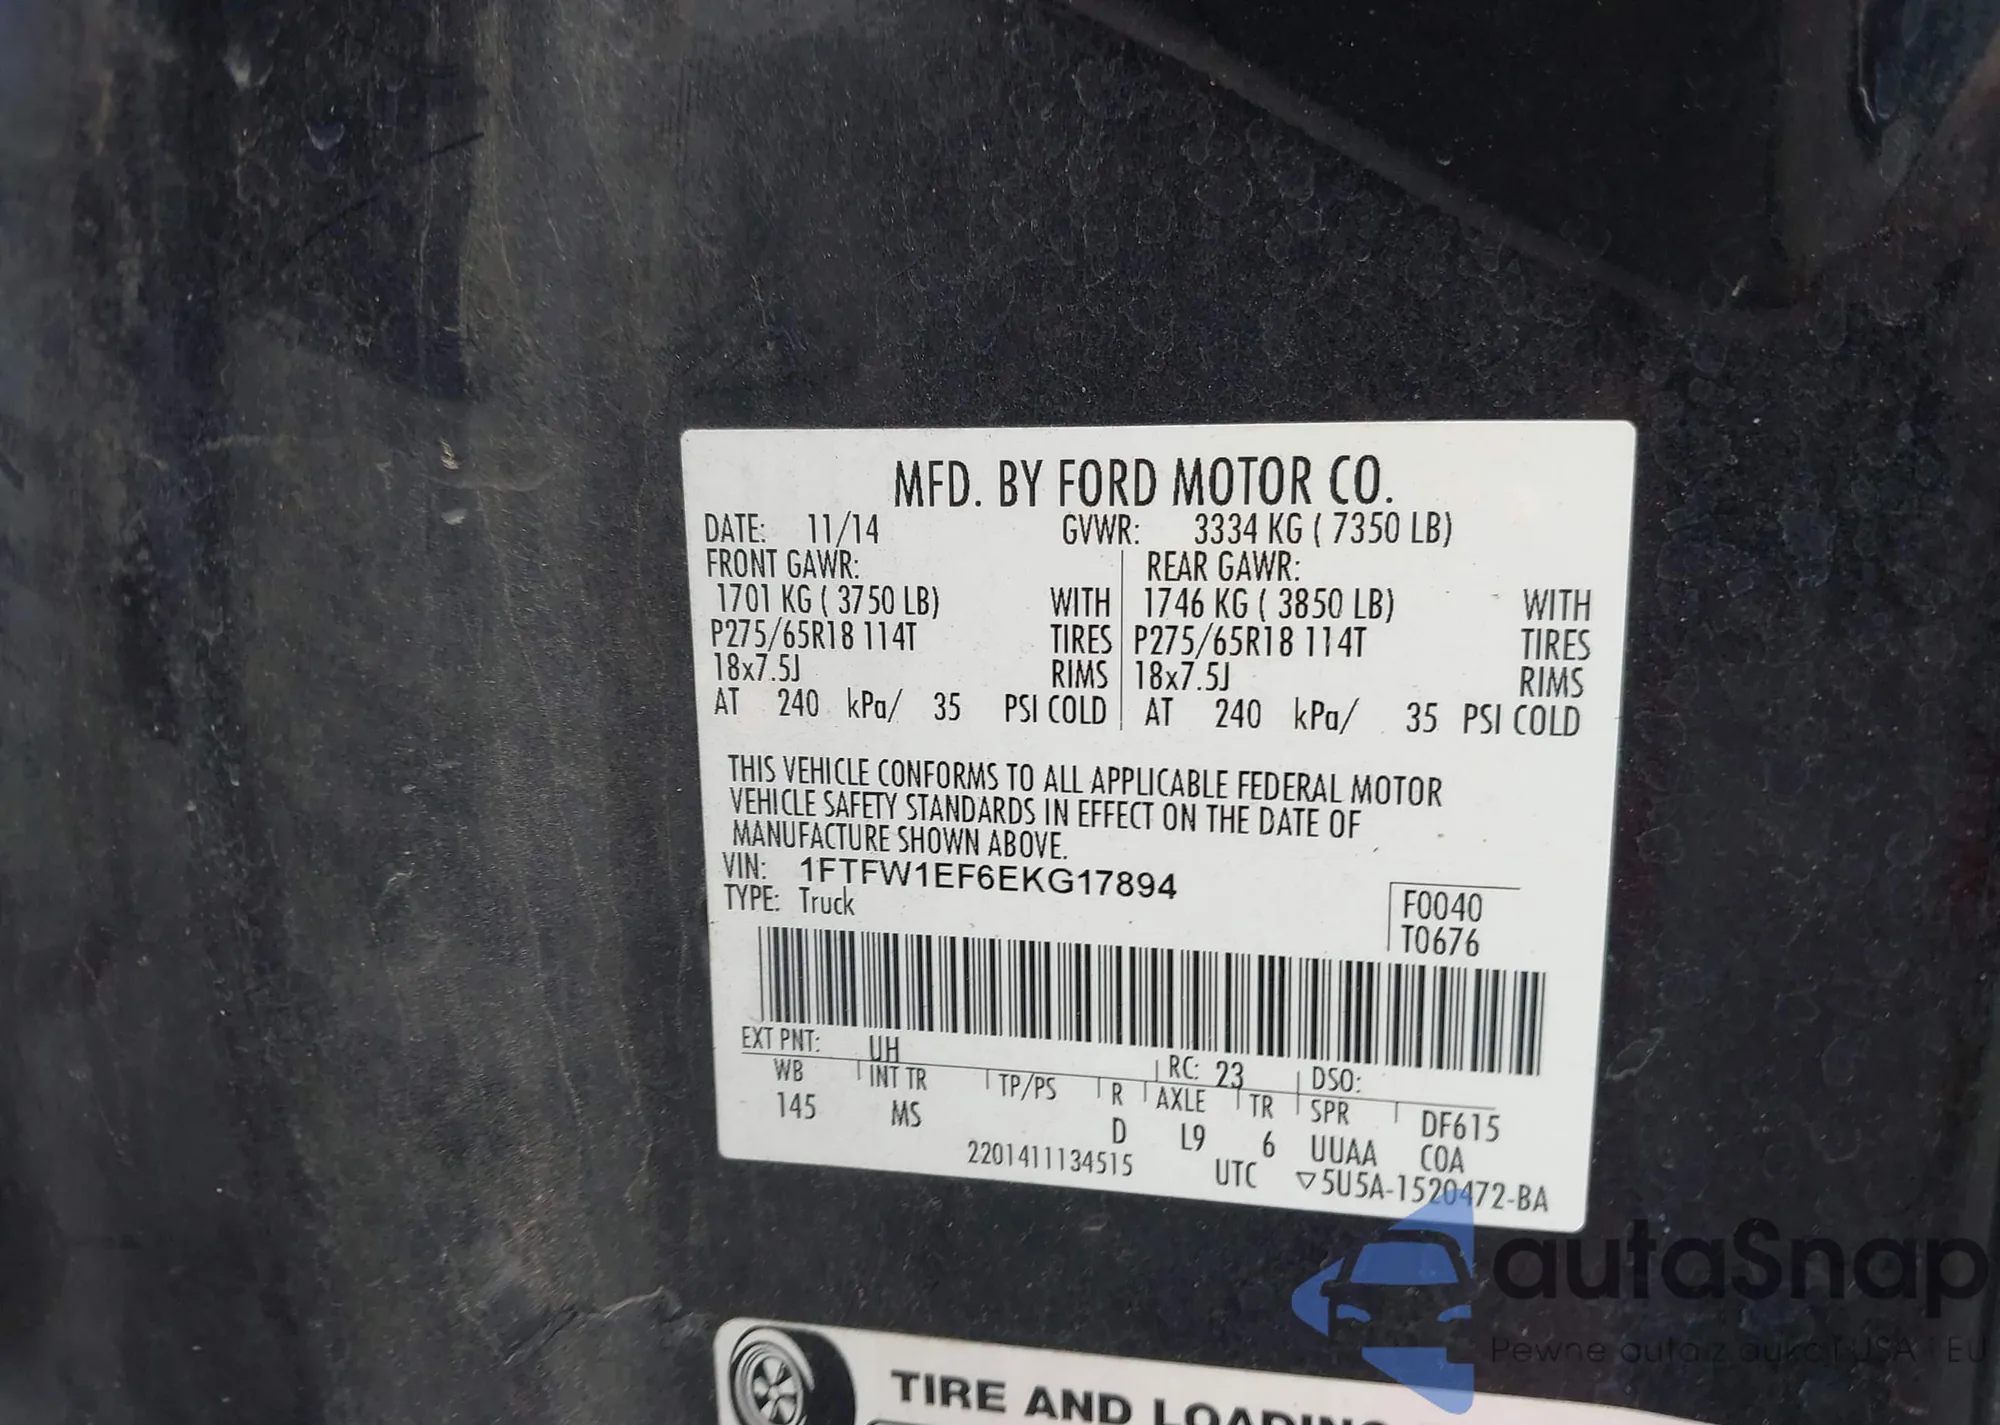 MFD. BY FORD MOTOR CO.
DATE: 11/14 GVWR: 3334 KG ( 7350 LB)
FRONT GAWR: REAR GAWR:
1701 KG ( 3750 LB) WITH 1746 KG ( 3850 LB) WITH
P275/65R18 114T TIRES P275/65R18 114T TIRES
18x7.5J RIMS 18x7.5J RIMS
AT 240 kPa/ 35 PSI COLD AT 240 kPa/ 35 PSI COLD
THIS VEHICLE CONFORMS TO ALL APPLICABLE FEDERAL MOTOR
VEHICLE SAFETY STANDARDS IN EFFECT ON THE DATE OF
MANUFACTURE SHOWN ABOVE.
VIN: 1FTFW1EF6EKG17894
TYPE: Truck
F0040
T0676
EXT PNT: UH RC: 23 DSO:
WB INT TR TP/PS R AXLE TR SPR DF615
145 MS D L9 6 UUAA COA
2201411134515 UTC ▽5U5A-1520472-BA
autaSnap
Pewne auta z aukcji USA i EU
TIRE AND LOADING